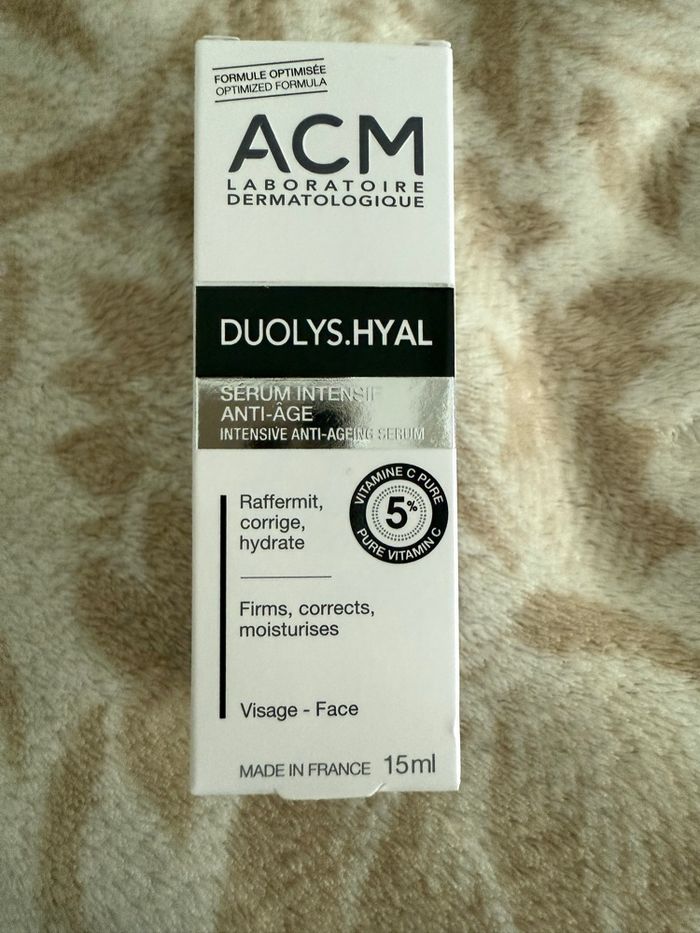 FORMULE OPTIMISÉE
OPTIMIZED FORMULA
ACM
LABORATOIRE
DERMATOLOGIQUE
DUOLYS.HYAL
SÉRUM INTENSIF
ANTI-ÂGE
INTENSIVE ANTI-AGEING SERUM
VITAMINE C PURE
5%
PURE VITAMIN C
Raffermit,
corrige,
hydrate
Firms, corrects,
moisturises
Visage - Face
MADE IN FRANCE 15ml